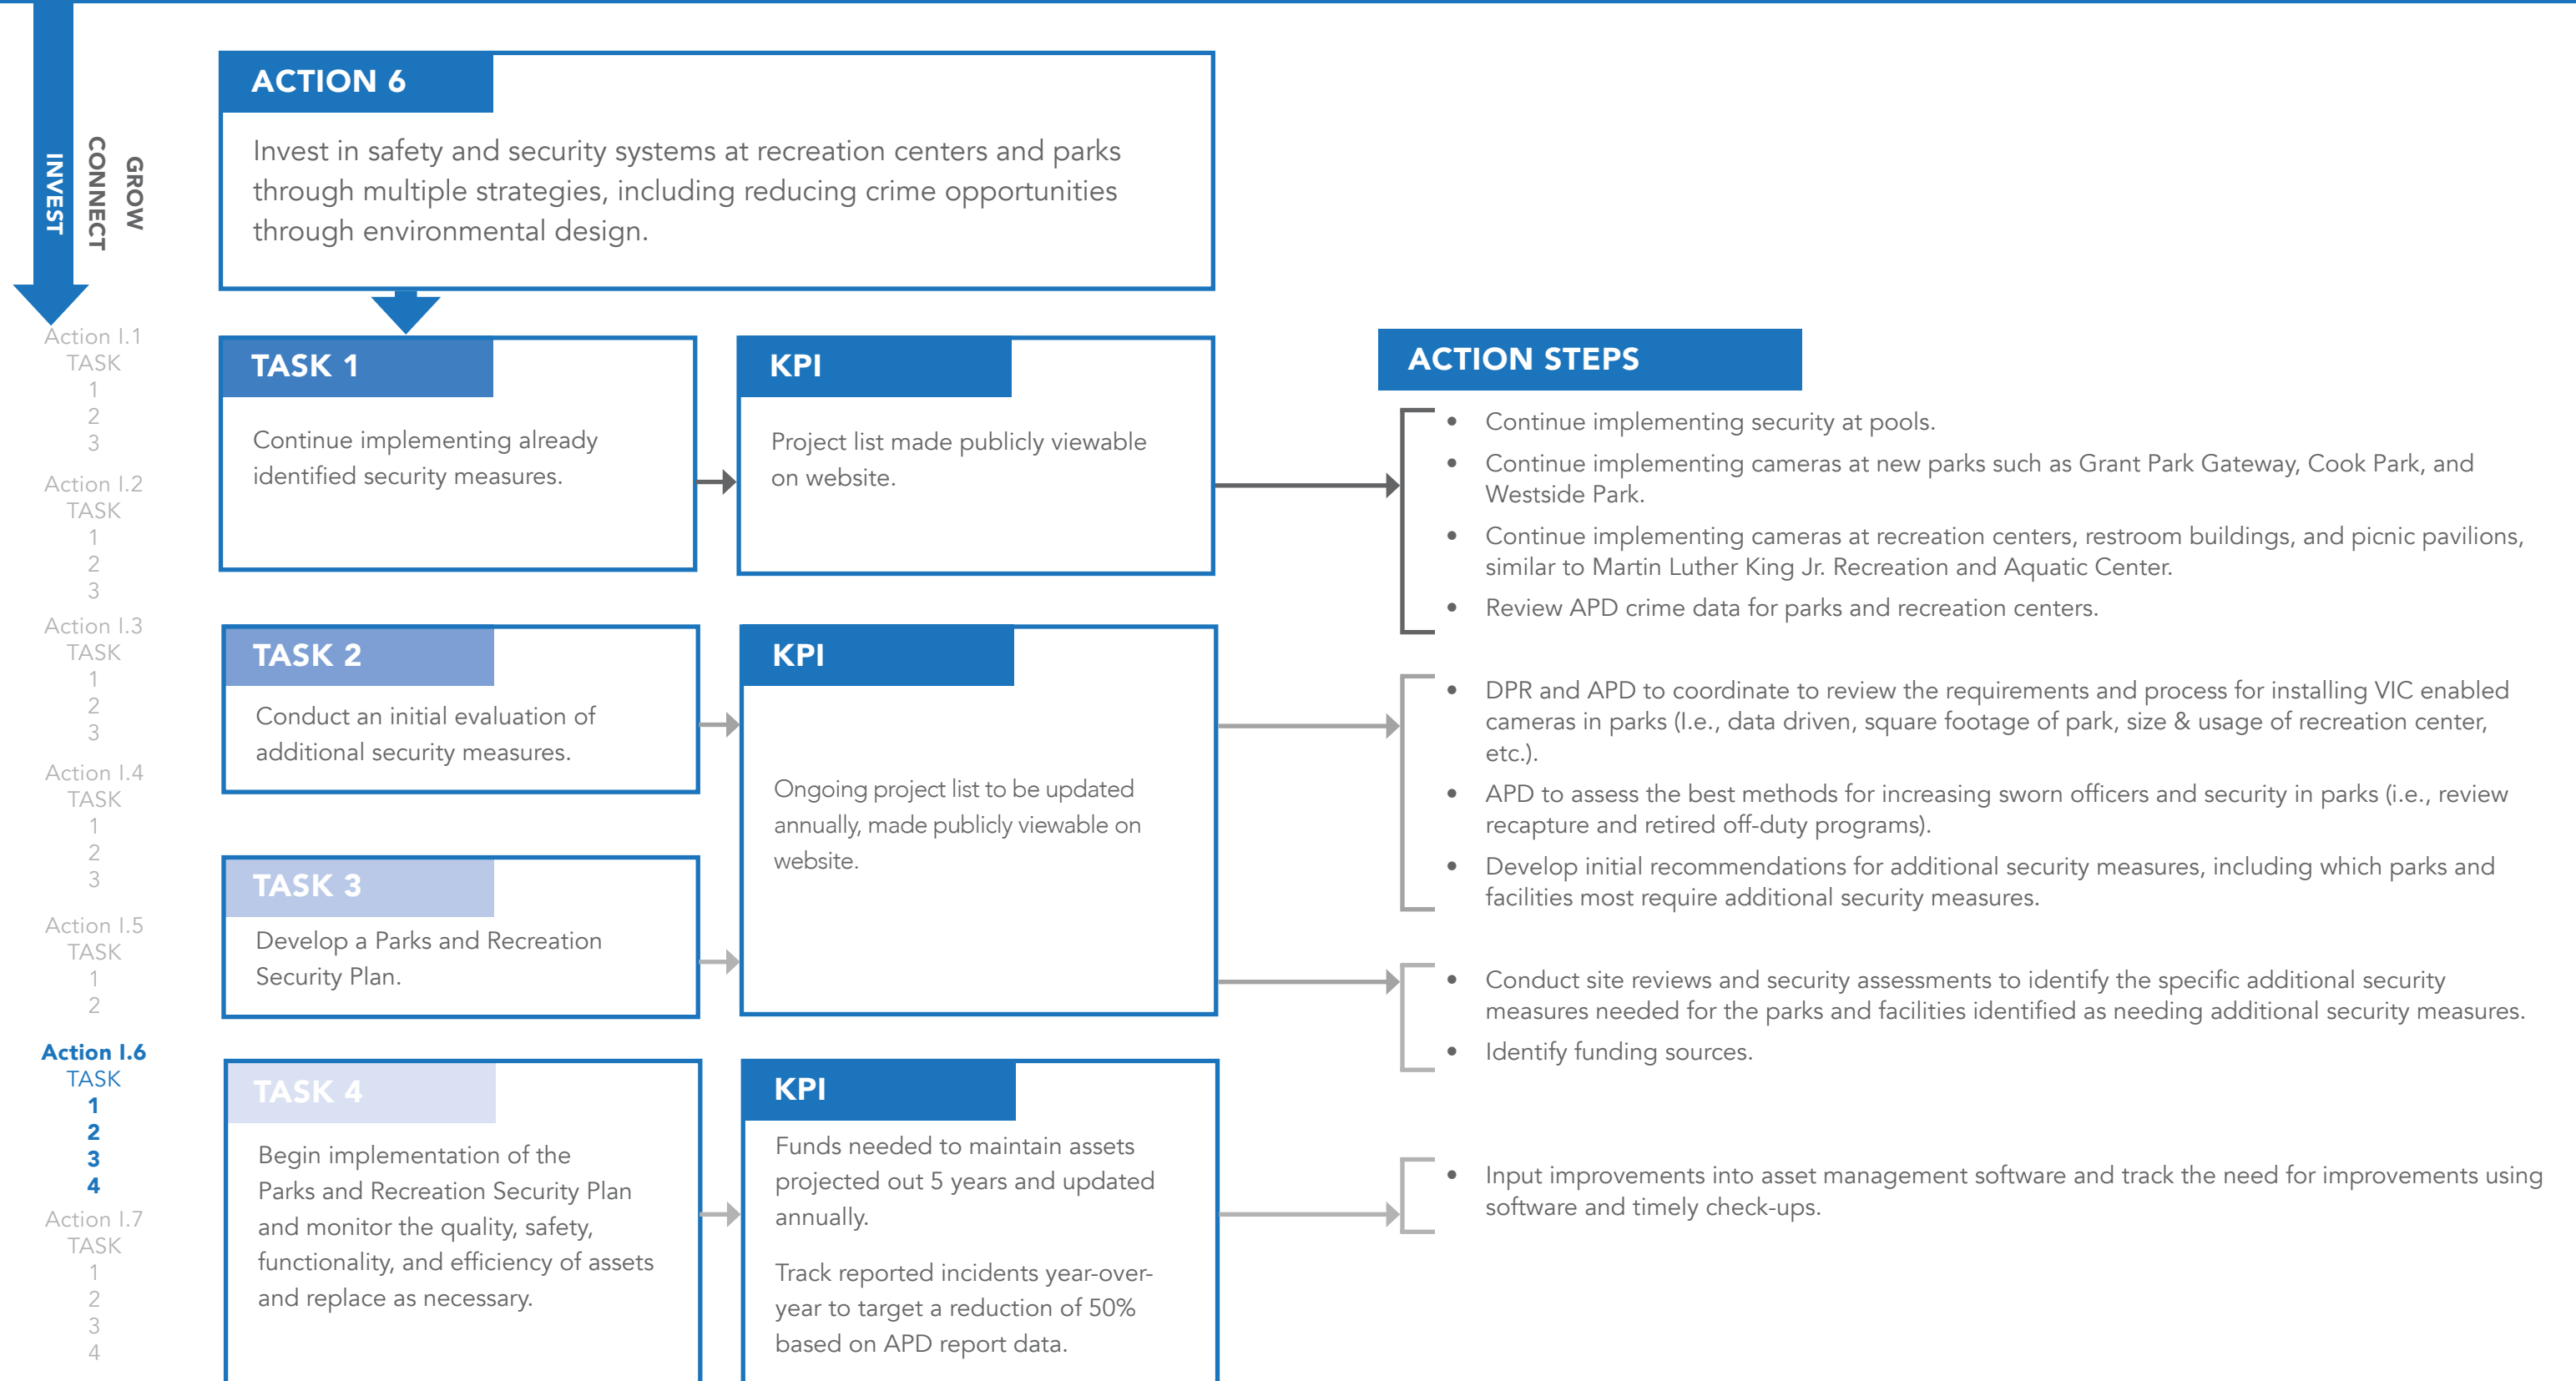 GROW
CONNECT
INVEST
Action I.1
TASK
1
2
3
Action I.2
TASK
1
2
3
Action I.3
TASK
1
2
3
Action I.4
TASK
1
2
3
Action I.5
TASK
1
2
Action I.6
TASK
1
2
3
4
Action I.7
TASK
1
2
3
4
ACTION 6
Invest in safety and security systems at recreation centers and parks
through multiple strategies, including reducing crime opportunities
through environmental design.
TASK 1
Continue implementing already
identified security measures.
KPI
Project list made publicly viewable
on website.
ACTION STEPS
• Continue implementing security at pools.
• Continue implementing cameras at new parks such as Grant Park Gateway, Cook Park, and
Westside Park.
• Continue implementing cameras at recreation centers, restroom buildings, and picnic pavilions,
similar to Martin Luther King Jr. Recreation and Aquatic Center.
• Review APD crime data for parks and recreation centers.
TASK 2
Conduct an initial evaluation of
additional security measures.
KPI
Ongoing project list to be updated
annually, made publicly viewable on
website.
• DPR and APD to coordinate to review the requirements and process for installing VIC enabled
cameras in parks (I.e., data driven, square footage of park, size & usage of recreation center,
etc.).
• APD to assess the best methods for increasing sworn officers and security in parks (i.e., review
recapture and retired off-duty programs).
• Develop initial recommendations for additional security measures, including which parks and
facilities most require additional security measures.
TASK 3
Develop a Parks and Recreation
Security Plan.
• Conduct site reviews and security assessments to identify the specific additional security
measures needed for the parks and facilities identified as needing additional security measures.
• Identify funding sources.
TASK 4
Begin implementation of the
Parks and Recreation Security Plan
and monitor the quality, safety,
functionality, and efficiency of assets
and replace as necessary.
KPI
Funds needed to maintain assets
projected out 5 years and updated
annually.
Track reported incidents year-over-
year to target a reduction of 50%
based on APD report data.
• Input improvements into asset management software and track the need for improvements using
software and timely check-ups.